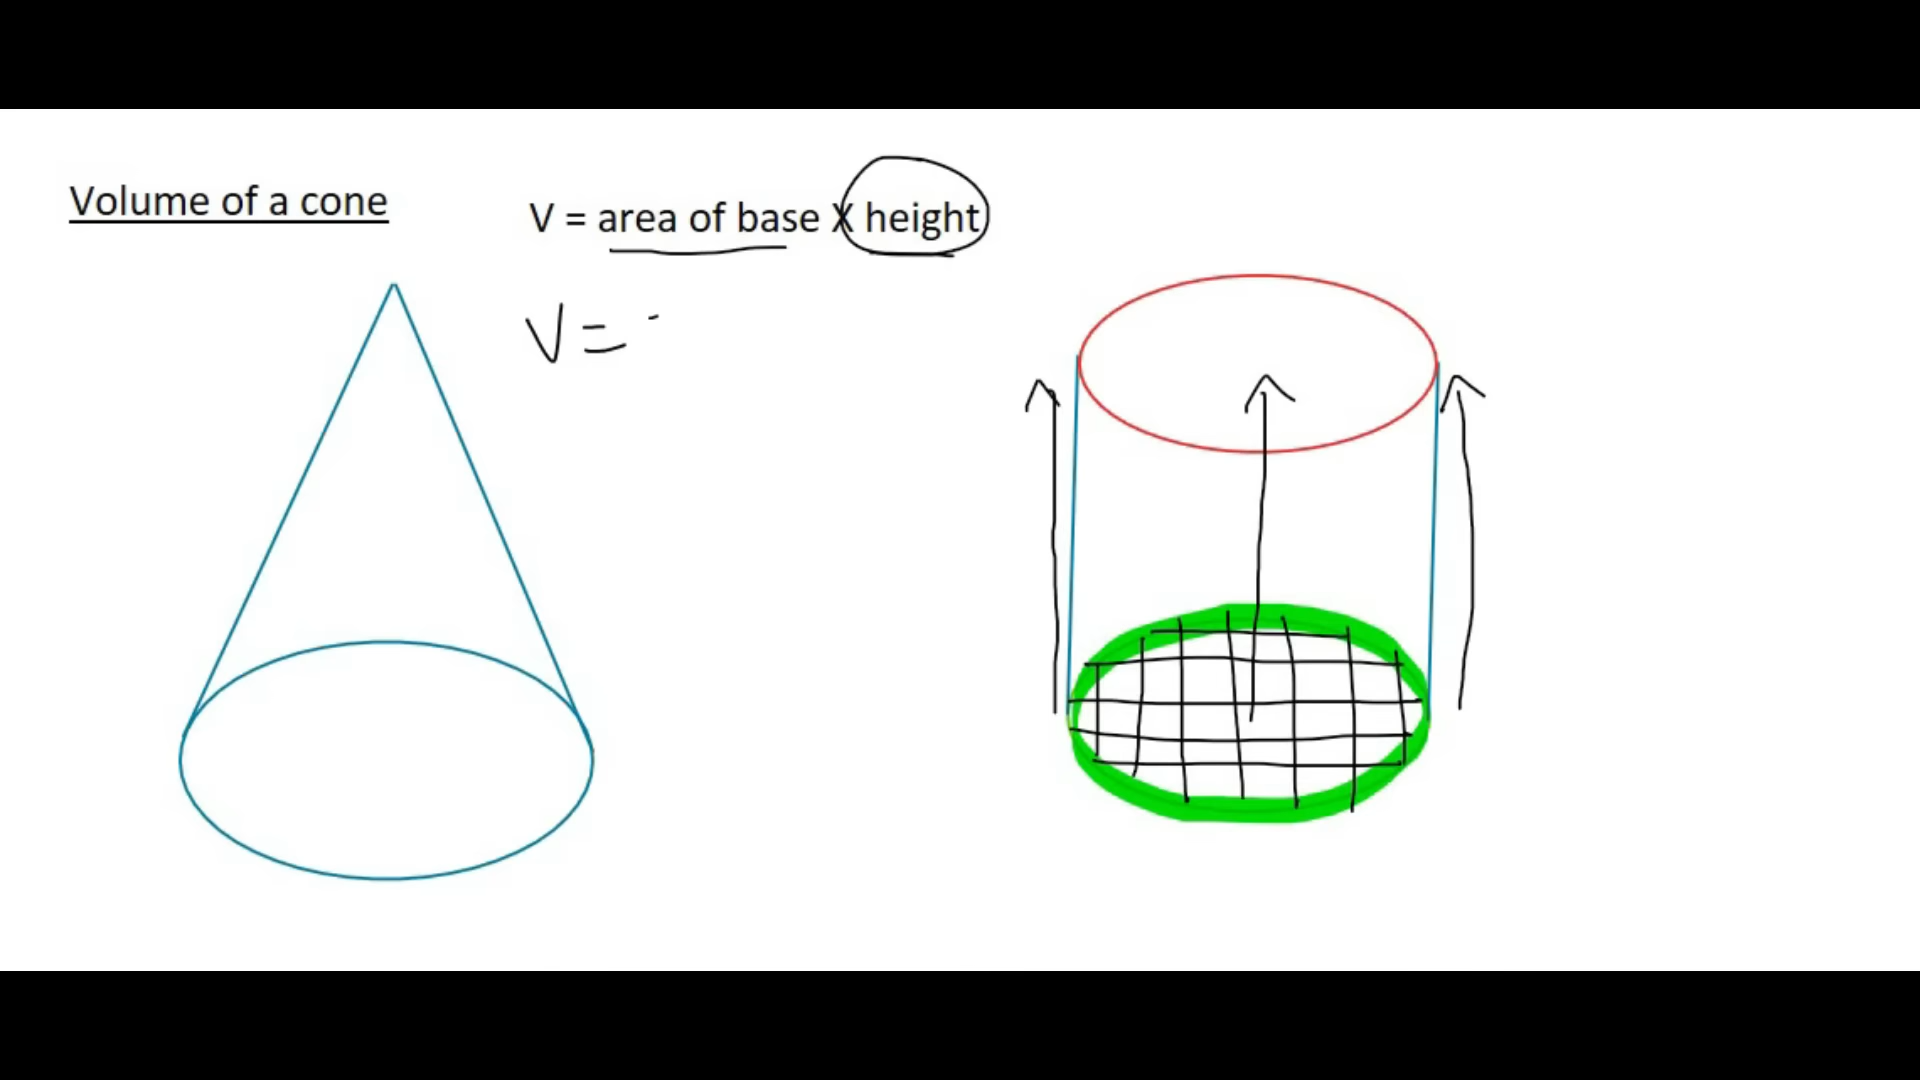 Volume of a cone
V = area of base X height
V =